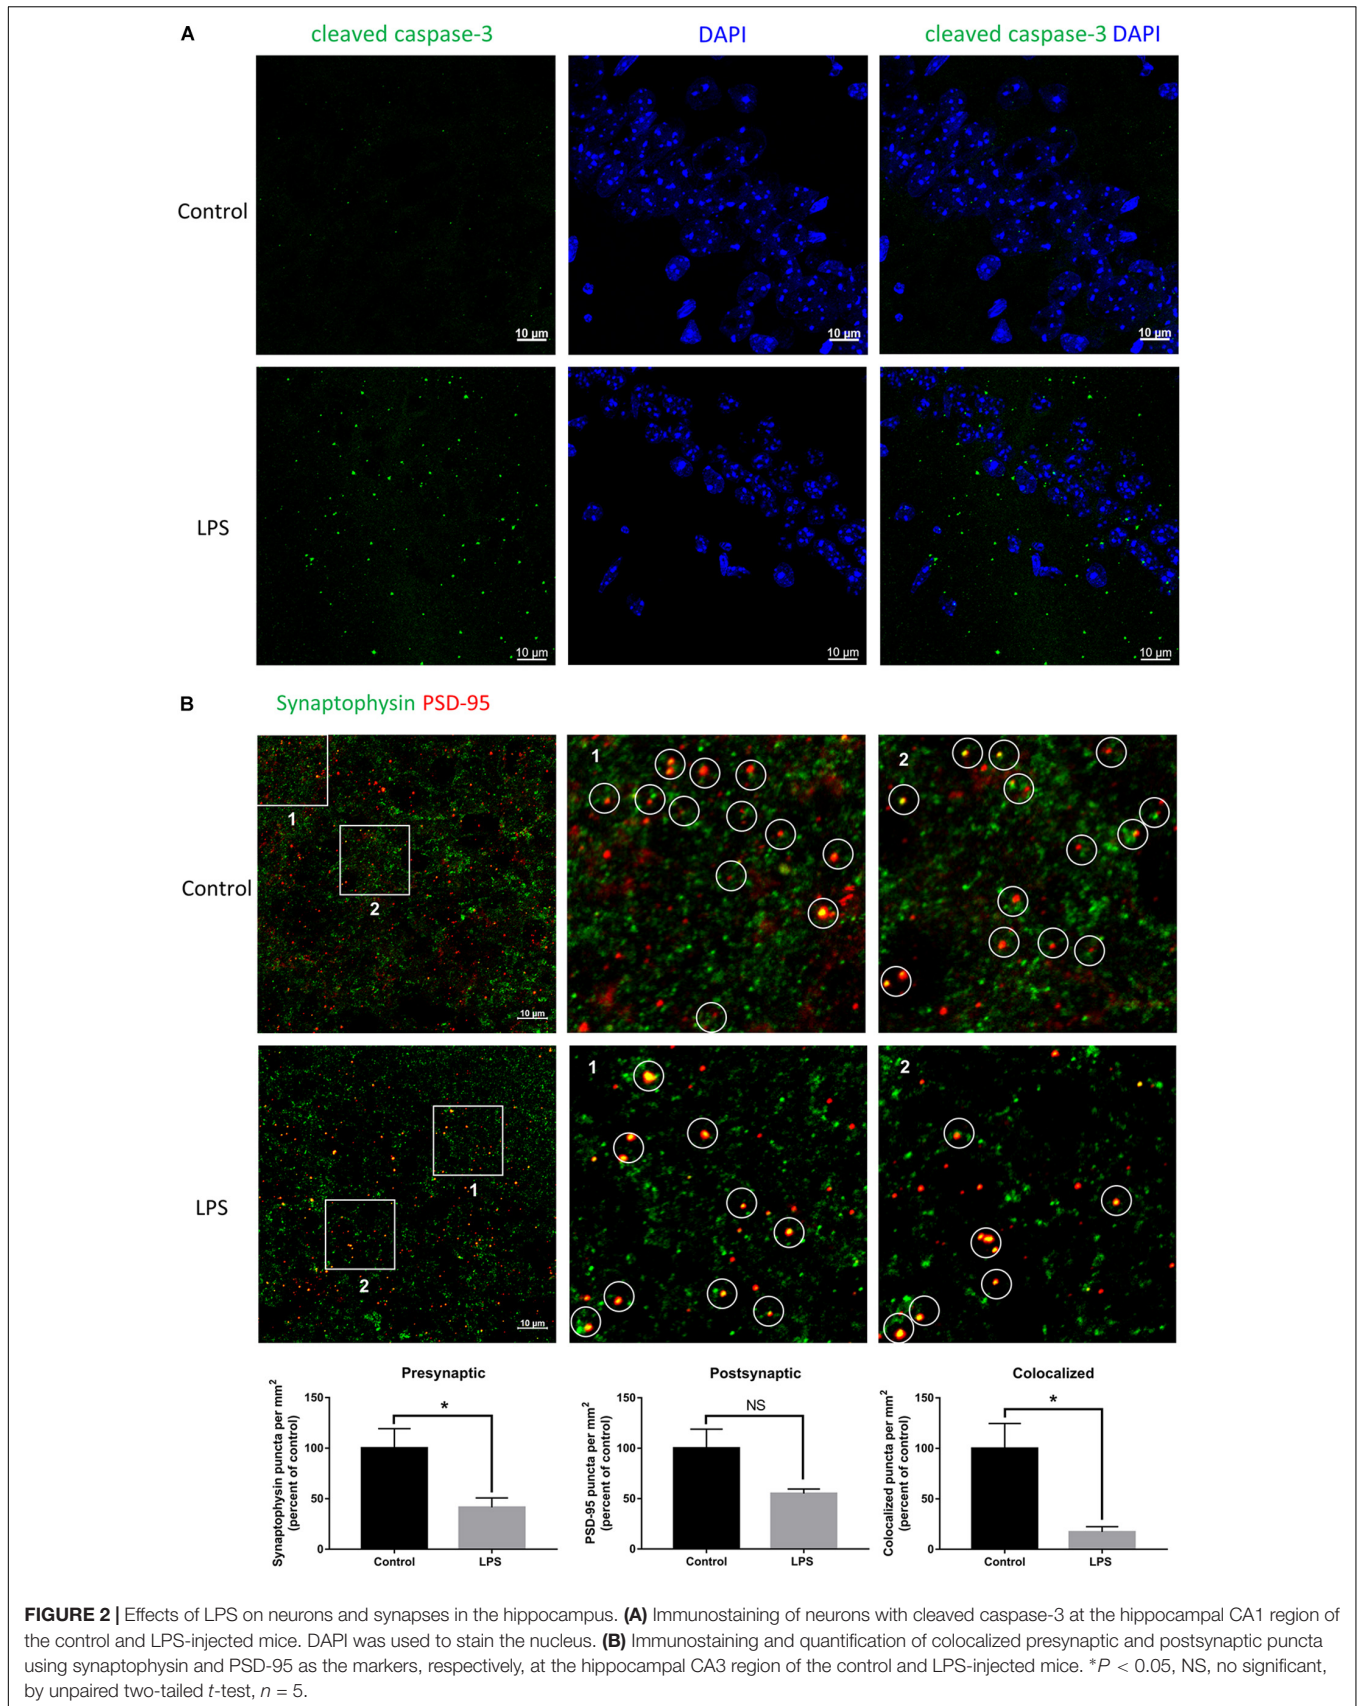 A
cleaved caspase-3
DAPI
cleaved caspase-3 DAPI
Control
10 µm
10 µm
10 µm
LPS
10 µm
10 µm
10 µm
B
Synaptophysin PSD-95
Control
1
2
10 µm
1
2
LPS
1
2
10 µm
1
2
Presynaptic
Synaptophysin puncta per mm2
(percent of control)
150
100
50
0
*
Control
LPS
Postsynaptic
PSD-95 puncta per mm2
(percent of control)
150
100
50
0
NS
Control
LPS
Colocalized
Colocalized puncta per mm2
(percent of control)
150
100
50
0
*
Control
LPS
FIGURE 2 | Effects of LPS on neurons and synapses in the hippocampus. (A) Immunostaining of neurons with cleaved caspase-3 at the hippocampal CA1 region of
the control and LPS-injected mice. DAPI was used to stain the nucleus. (B) Immunostaining and quantification of colocalized presynaptic and postsynaptic puncta
using synaptophysin and PSD-95 as the markers, respectively, at the hippocampal CA3 region of the control and LPS-injected mice. *P < 0.05, NS, no significant,
by unpaired two-tailed t-test, n = 5.